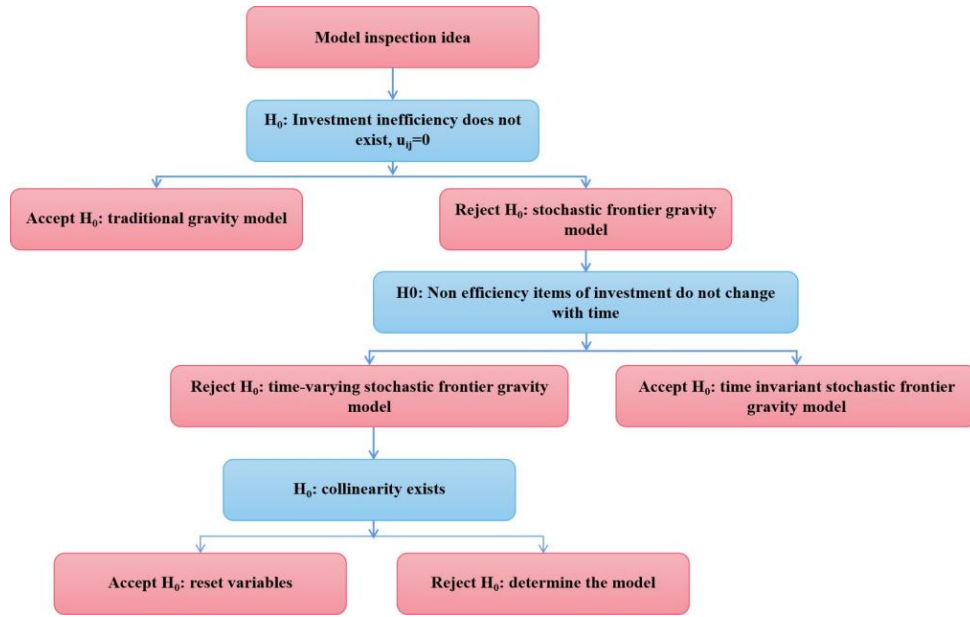 Model inspection idea
H₀: Investment inefficiency does not
exist, uᵢⱼ=0
Accept H₀: traditional gravity model
Reject H₀: stochastic frontier gravity
model
H0: Non efficiency items of investment do not change
with time
Reject H₀: time-varying stochastic frontier gravity
model
Accept H₀: time invariant stochastic frontier
gravity model
H₀: collinearity exists
Accept H₀: reset variables
Reject H₀: determine the model